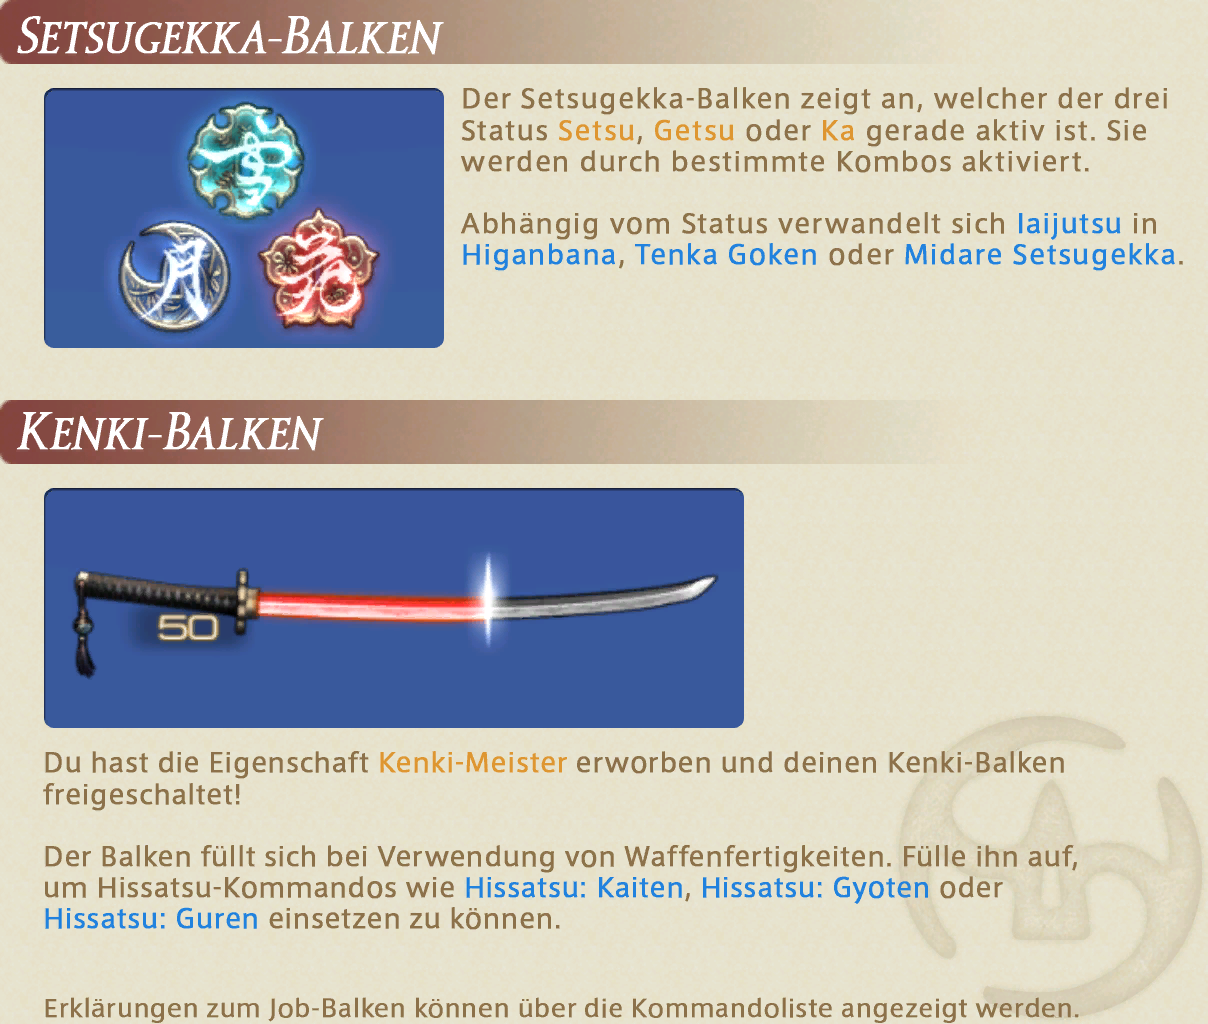 Setsugekka-Balken
雪
月
花
Der Setsugekka-Balken zeigt an, welcher der drei
Status Setsu, Getsu oder Ka gerade aktiv ist. Sie
werden durch bestimmte Kombos aktiviert.
Abhängig vom Status verwandelt sich Iaijutsu in
Higanbana, Tenka Goken oder Midare Setsugekka.
Kenki-Balken
50
Du hast die Eigenschaft Kenki-Meister erworben und deinen Kenki-Balken
freigeschaltet!
Der Balken füllt sich bei Verwendung von Waffenfertigkeiten. Fülle ihn auf,
um Hissatsu-Kommandos wie Hissatsu: Kaiten, Hissatsu: Gyoten oder
Hissatsu: Guren einsetzen zu können.
Erklärungen zum Job-Balken können über die Kommandoliste angezeigt werden.